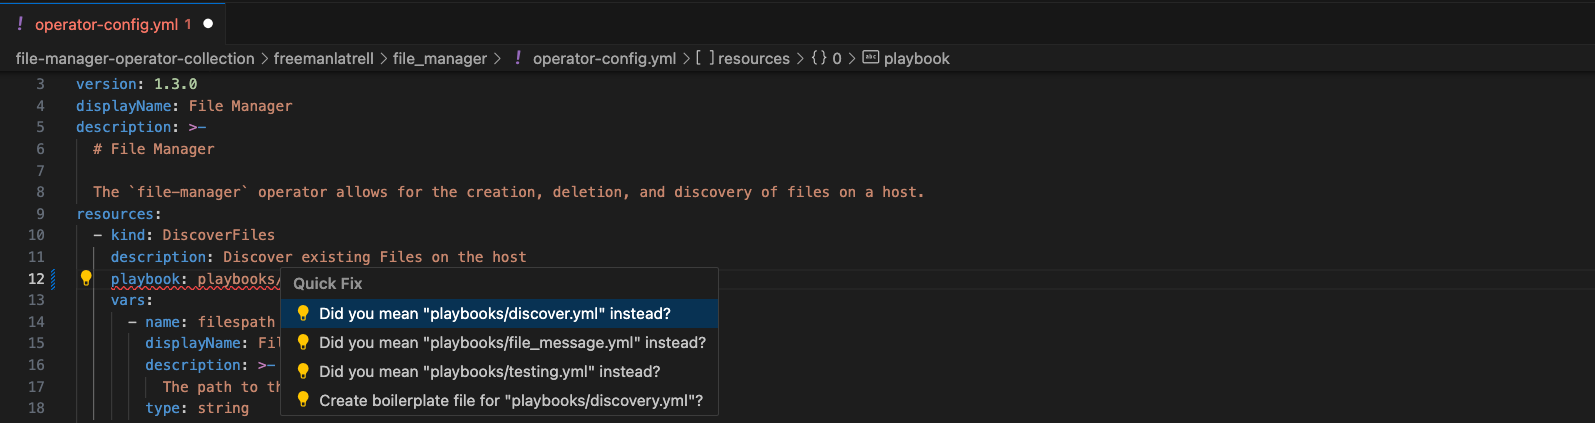 ! operator-config.yml 1
file-manager-operator-collection > freemanlatrell > file_manager > ! operator-config.yml > [ ] resources > {} 0 > abc playbook
3 version: 1.3.0
4 displayName: File Manager
5 description: >-
6 # File Manager
7
8 The `file-manager` operator allows for the creation, deletion, and discovery of files on a host.
9 resources:
10 - kind: DiscoverFiles
11 description: Discover existing Files on the host
12 playbook: playbooks/
Quick Fix
13 vars:
Did you mean "playbooks/discover.yml" instead?
14 - name: filespath
Did you mean "playbooks/file_message.yml" instead?
15 displayName: Fil
16 description: >-
Did you mean "playbooks/testing.yml" instead?
17 The path to th
Create boilerplate file for "playbooks/discovery.yml"?
18 type: string